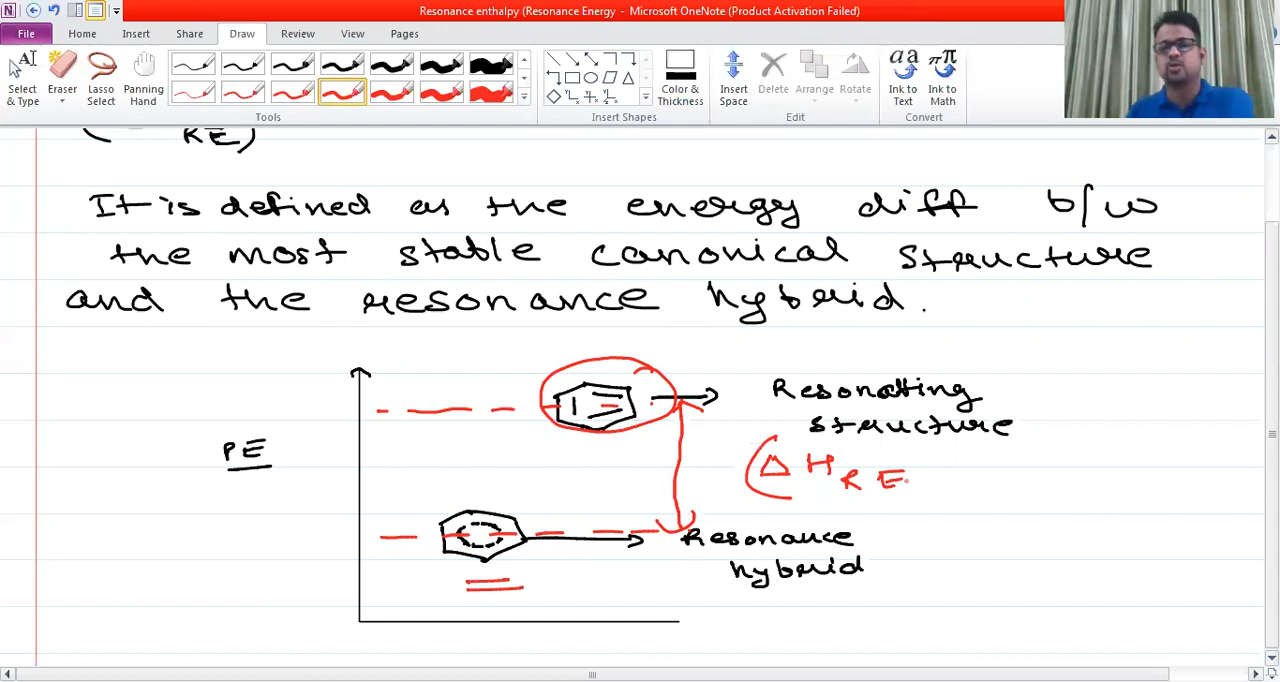 Resonance enthalpy (Resonance Energy - Microsoft OneNote (Product Activation Failed)
File Home Insert Share Draw Review View Pages
Select & Type
Eraser
Lasso Select
Panning Hand
Color & Thickness
Insert Space
Delete
Arrange
Rotate
Ink to Text
Ink to Math
Tools
Insert Shapes
Edit
Convert
RE)
It is defined as the energy diff b/w
the most stable canonical structure
and the resonance hybrid.
Resonating
structure
PE
ΔH RE
Resonance
hybrid